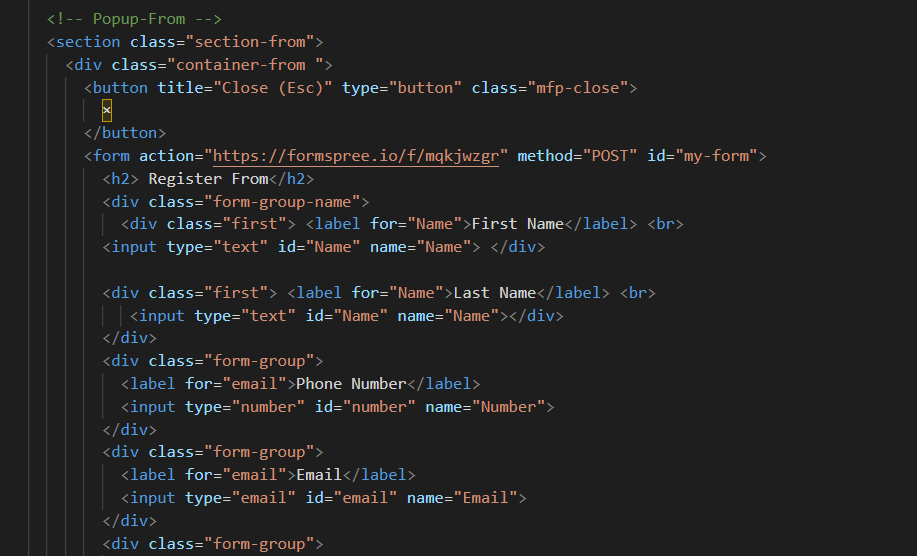 <!-- Popup-From -->
<section class="section-from">
<div class="container-from ">
<button title="Close (Esc)" type="button" class="mfp-close">
×
</button>
<form action="https://formspree.io/f/mqkjwzgr" method="POST" id="my-form">
<h2> Register From</h2>
<div class="form-group-name">
<div class="first"> <label for="Name">First Name</label> <br>
<input type="text" id="Name" name="Name"> </div>
<div class="first"> <label for="Name">Last Name</label> <br>
<input type="text" id="Name" name="Name"></div>
</div>
<div class="form-group">
<label for="email">Phone Number</label>
<input type="number" id="number" name="Number">
</div>
<div class="form-group">
<label for="email">Email</label>
<input type="email" id="email" name="Email">
</div>
<div class="form-group">